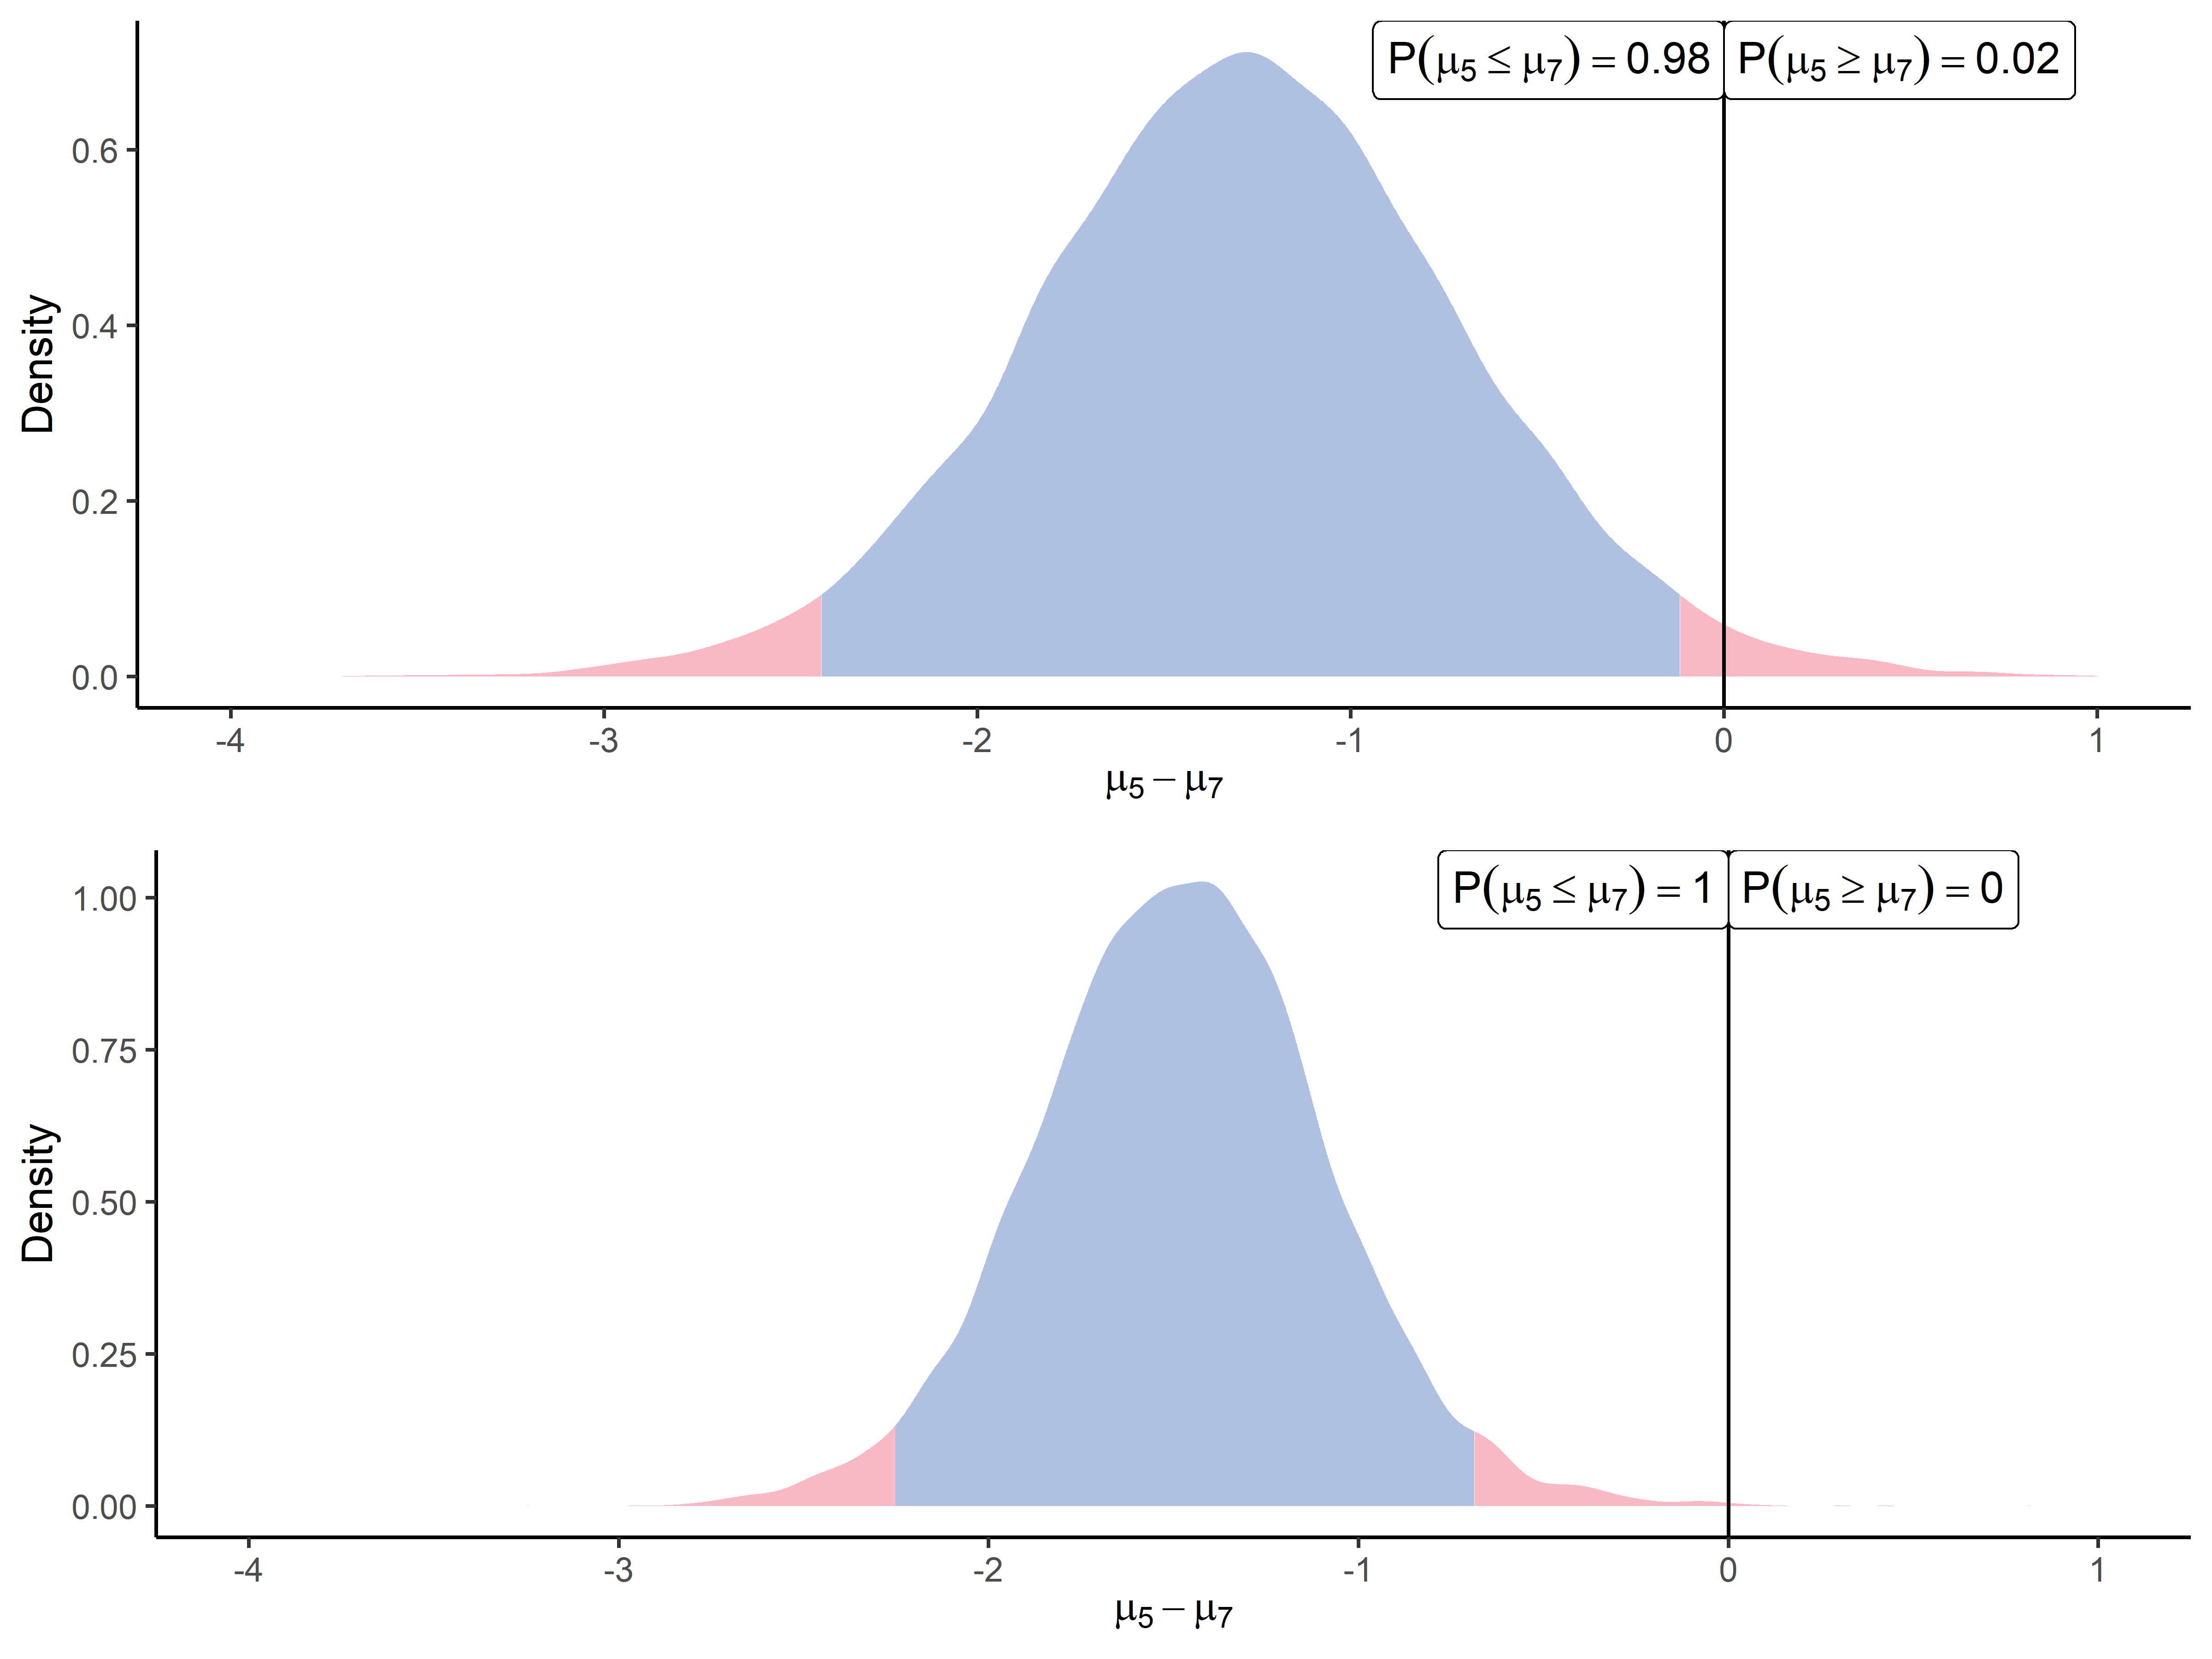 P(μ5 ≤ μ7) = 0.98
P(μ5 ≥ μ7) = 0.02
Density
0.6
0.4
0.2
0.0
-4 -3 -2 -1 0 1
μ5 − μ7
P(μ5 ≤ μ7) = 1
P(μ5 ≥ μ7) = 0
Density
1.00
0.75
0.50
0.25
0.00
-4 -3 -2 -1 0 1
μ5 − μ7